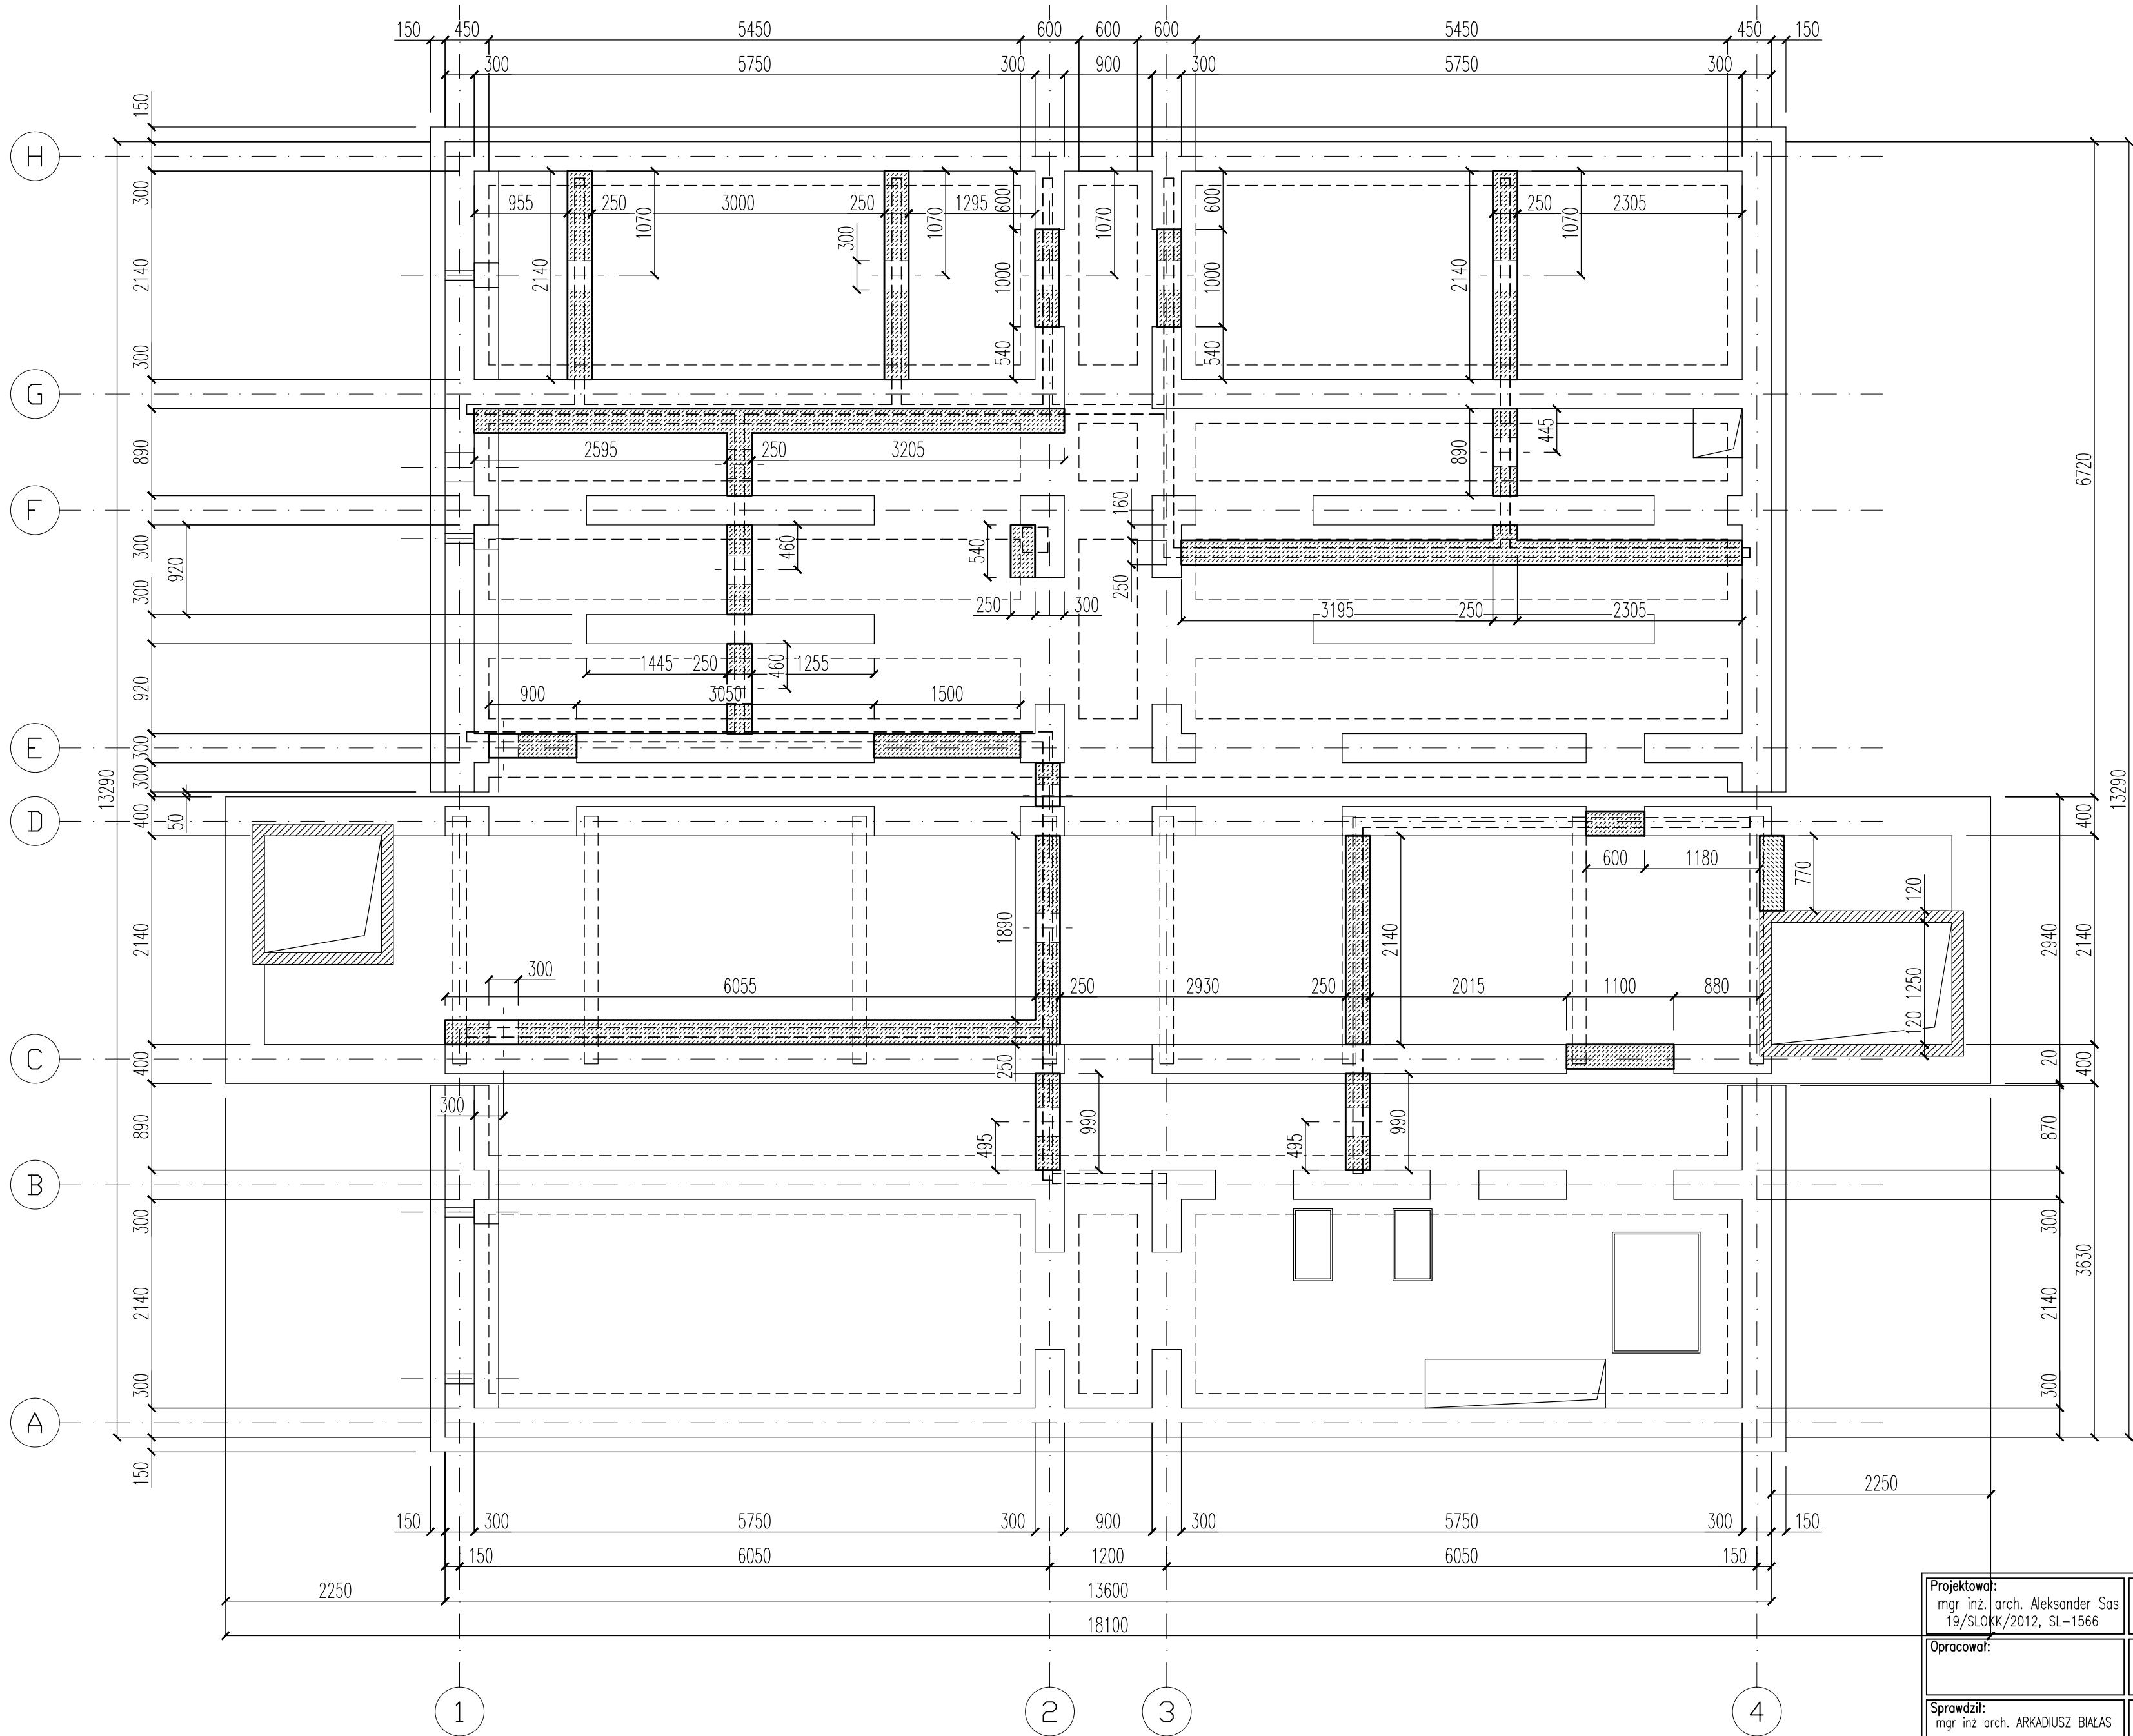 150 450 5450 600 600 600 5450 450 150
300 5750 300 900 300 5750 300
150
H
300 955 250 3000 250 1295 600 600 250 2305
1070 1070 1070 1070
300
2140 2140 1000 1000 2140
13290
300 540 540
G
890 2595 250 3205 890 445
6720
F
160
300 920 460 540 250
300 250 300 3195 250 2305
1445 250 460 1255
920 900 3050 1500
E
300
300
13290
D
400 50 400
600 1180 770 120
2140 1890 2140 2940 2140
300 6055 250 2930 250 2015 1100 880 1250
120
C
400 250 20 400
300
890 495 990 495 990 870
B
300 300
3630
2140 2140
300 300
A
150
2250
150 300 5750 300 900 300 5750 300 150
150 6050 1200 6050 150
2250 13600
18100
1 2 3 4
Projektował:
mgr inż. arch. Aleksander Sas
19/SLOKK/2012, SL-1566
Opracował:
Sprawdził:
mgr inż arch. ARKADIUSZ BIAŁAS